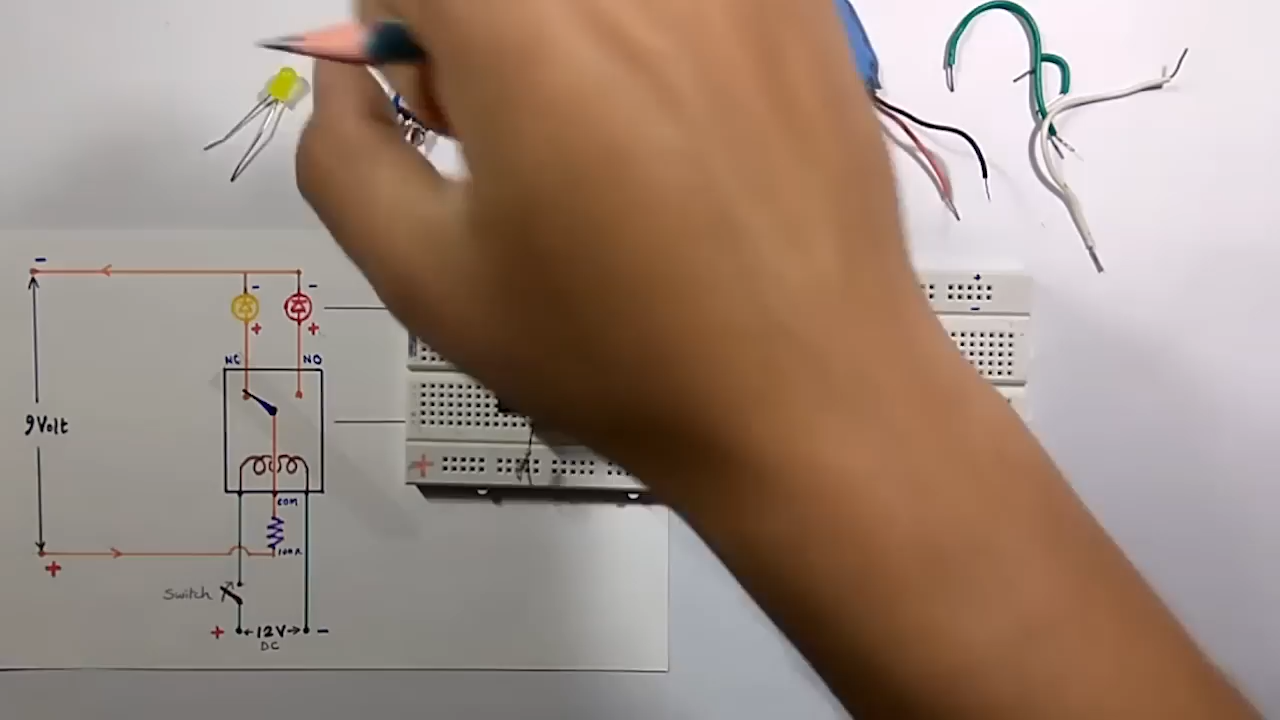 -
- -
+ +
NC NO
9Volt
+
COM
100Ω
+
Switch
+ 12V -
DC
+
-